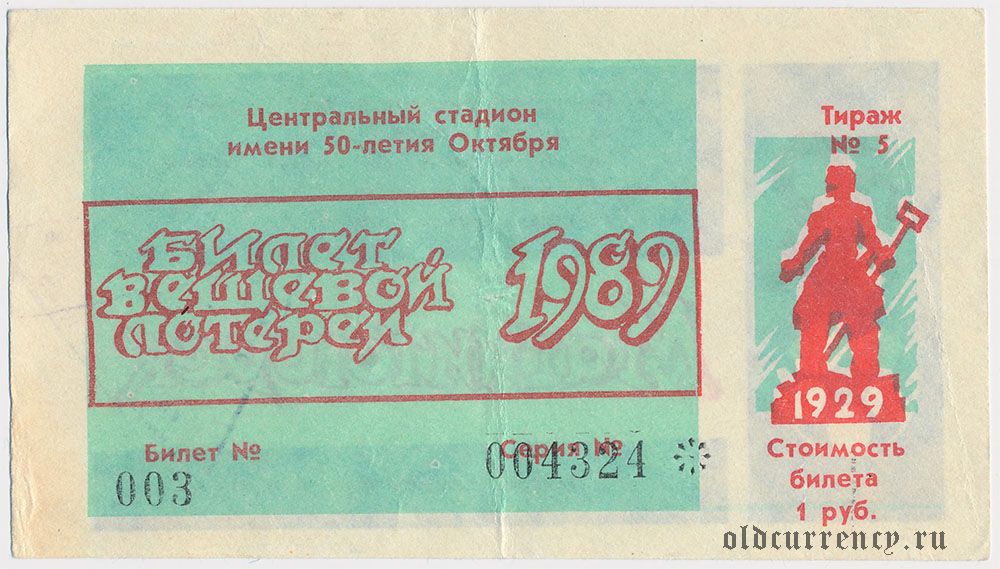 Центральный стадион
имени 50-летия Октября
Билет
вещевой
лотереи
1989
Билет №
003
Серия №
004324
Тираж
№ 5
1929
Стоимость
билета
1 руб.
oldcurrency.ru